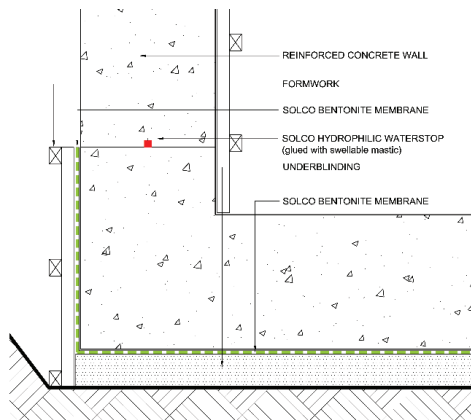 REINFORCED CONCRETE WALL
FORMWORK
SOLCO BENTONITE MEMBRANE
SOLCO HYDROPHILIC WATERSTOP
(glued with swellable mastic)
UNDERBLINDING
SOLCO BENTONITE MEMBRANE